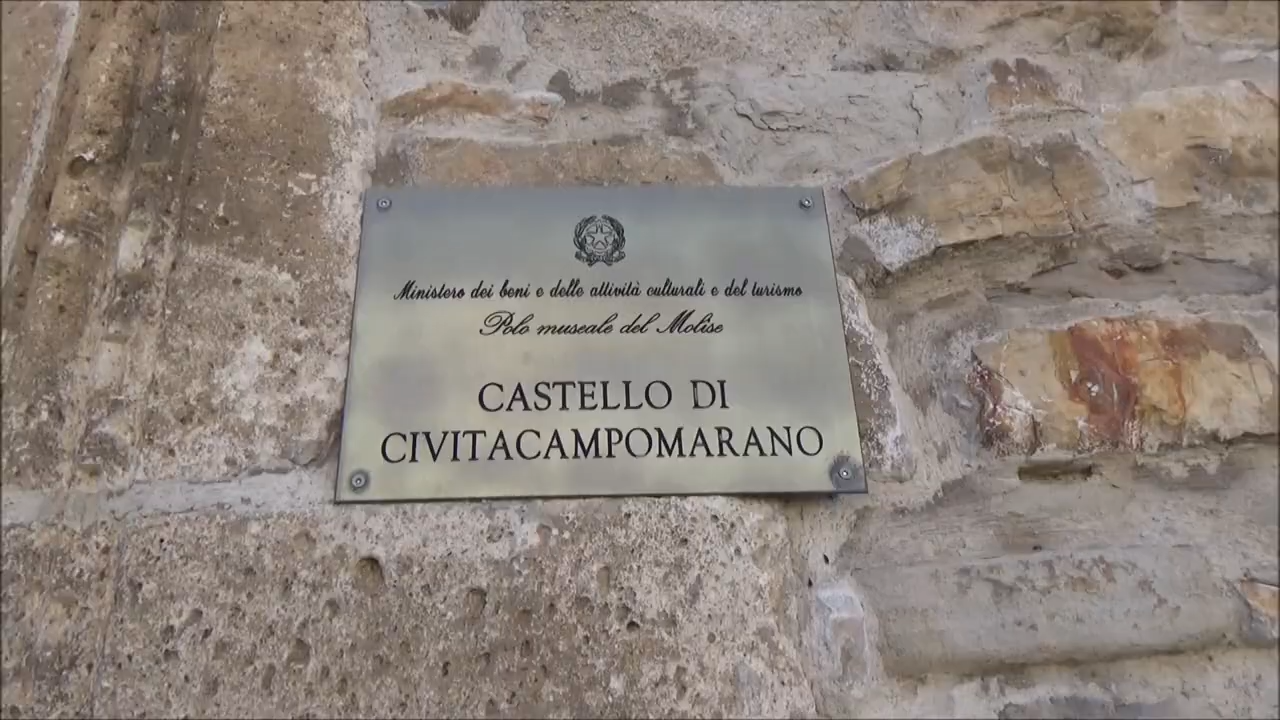 Ministero dei beni e delle attività culturali e del turismo
Polo museale del Molise
CASTELLO DI
CIVITACAMPOMARANO